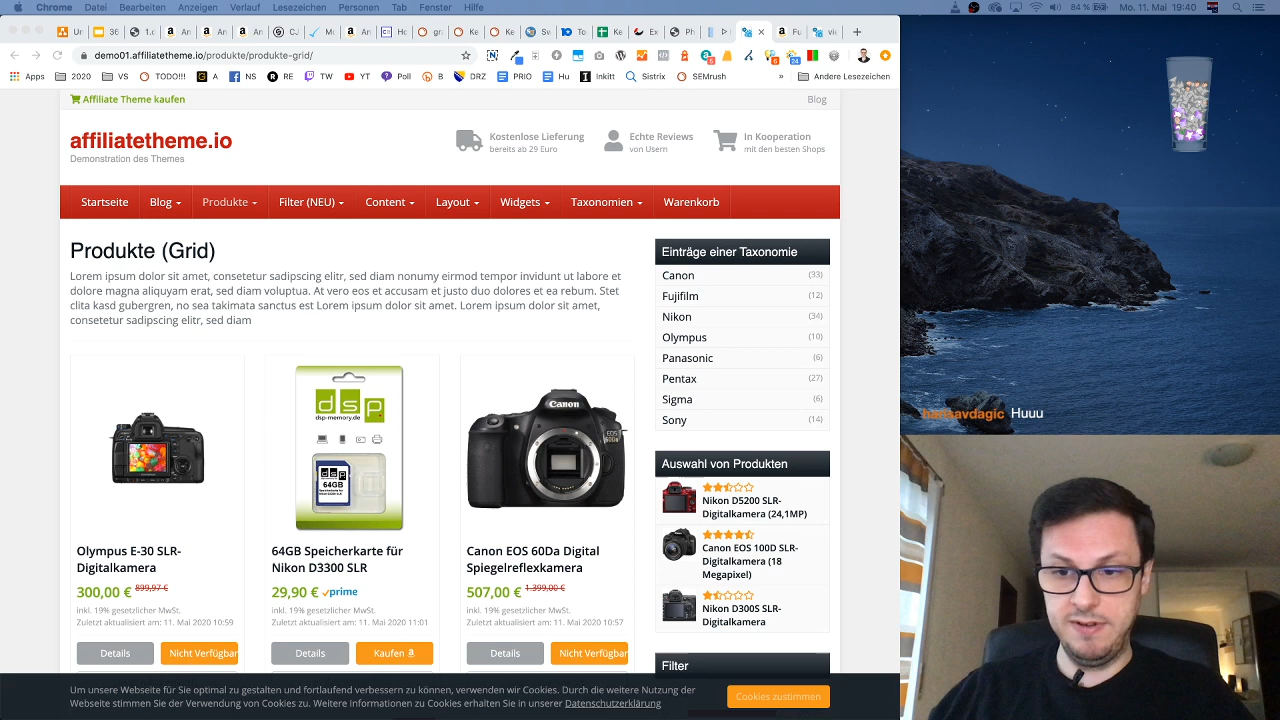 Chrome Datei Bearbeiten Anzeigen Verlauf Lesezeichen Personen Tab Fenster Hilfe
84 % Mo. 11. Mai 19:40
demo01.affiliatetheme.io/produkte/produkte-grid/
Apps 2020 VS TODO!!! A NS RE TW YT Poll B DRZ PRIO Hu Inkitt Sistrix SEMrush » Andere Lesezeichen
Affiliate Theme kaufen
Blog
affiliatetheme.io
Demonstration des Themes
Kostenlose Lieferung
bereits ab 29 Euro
Echte Reviews
von Usern
In Kooperation
mit den besten Shops
Startseite Blog Produkte Filter (NEU) Content Layout Widgets Taxonomien Warenkorb
Produkte (Grid)
Lorem ipsum dolor sit amet, consetetur sadipscing elitr, sed diam nonumy eirmod tempor invidunt ut labore et
dolore magna aliquyam erat, sed diam voluptua. At vero eos et accusam et justo duo dolores et ea rebum. Stet
clita kasd gubergren, no sea takimata sanctus est Lorem ipsum dolor sit amet. Lorem ipsum dolor sit amet,
consetetur sadipscing elitr, sed diam
dsp
dsp-memory.de
dsp
64GB
Canon
EOS
60Da
Olympus E-30 SLR-
Digitalkamera
300,00 € 899,97 €
inkl. 19% gesetzlicher MwSt.
Zuletzt aktualisiert am: 11. Mai 2020 10:59
Details Nicht Verfügbar
64GB Speicherkarte für
Nikon D3300 SLR
29,90 € prime
inkl. 19% gesetzlicher MwSt.
Zuletzt aktualisiert am: 11. Mai 2020 11:01
Details Kaufen
Canon EOS 60Da Digital
Spiegelreflexkamera
507,00 € 1.399,00 €
inkl. 19% gesetzlicher MwSt.
Zuletzt aktualisiert am: 11. Mai 2020 10:57
Details Nicht Verfügbar
Einträge einer Taxonomie
Canon (33)
Fujifilm (12)
Nikon (34)
Olympus (10)
Panasonic (6)
Pentax (27)
Sigma (6)
Sony (14)
Auswahl von Produkten
Nikon D5200 SLR-
Digitalkamera (24,1MP)
Canon EOS 100D SLR-
Digitalkamera (18
Megapixel)
Nikon D300S SLR-
Digitalkamera
Filter
Um unsere Webseite für Sie optimal zu gestalten und fortlaufend verbessern zu können, verwenden wir Cookies. Durch die weitere Nutzung der
Webseite stimmen Sie der Verwendung von Cookies zu. Weitere Informationen zu Cookies erhalten Sie in unserer Datenschutzerklärung
Cookies zustimmen
Huuu